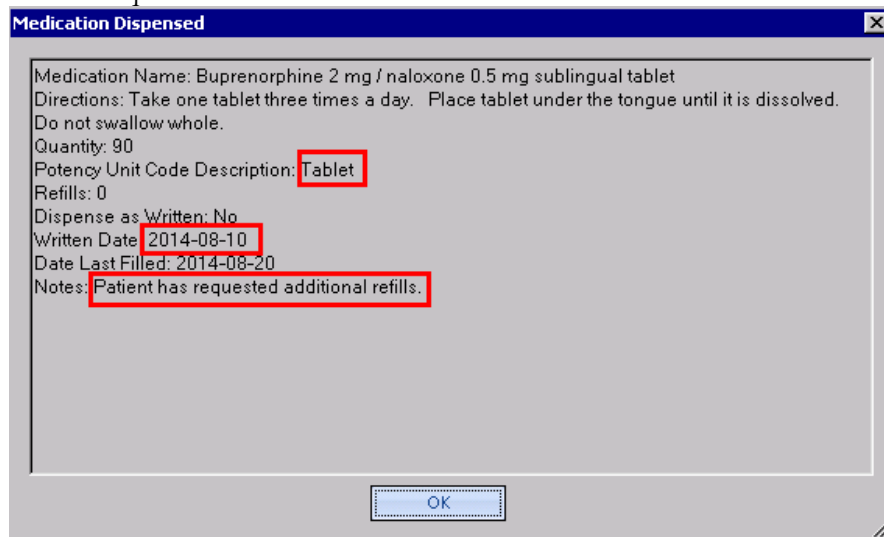 Medication Dispensed
Medication Name: Buprenorphine 2 mg / naloxone 0.5 mg sublingual tablet
Directions: Take one tablet three times a day. Place tablet under the tongue until it is dissolved.
Do not swallow whole.
Quantity: 90
Potency Unit Code Description: Tablet
Refills: 0
Dispense as Written: No
Written Date: 2014-08-10
Date Last Filled: 2014-08-20
Notes: Patient has requested additional refills.
OK